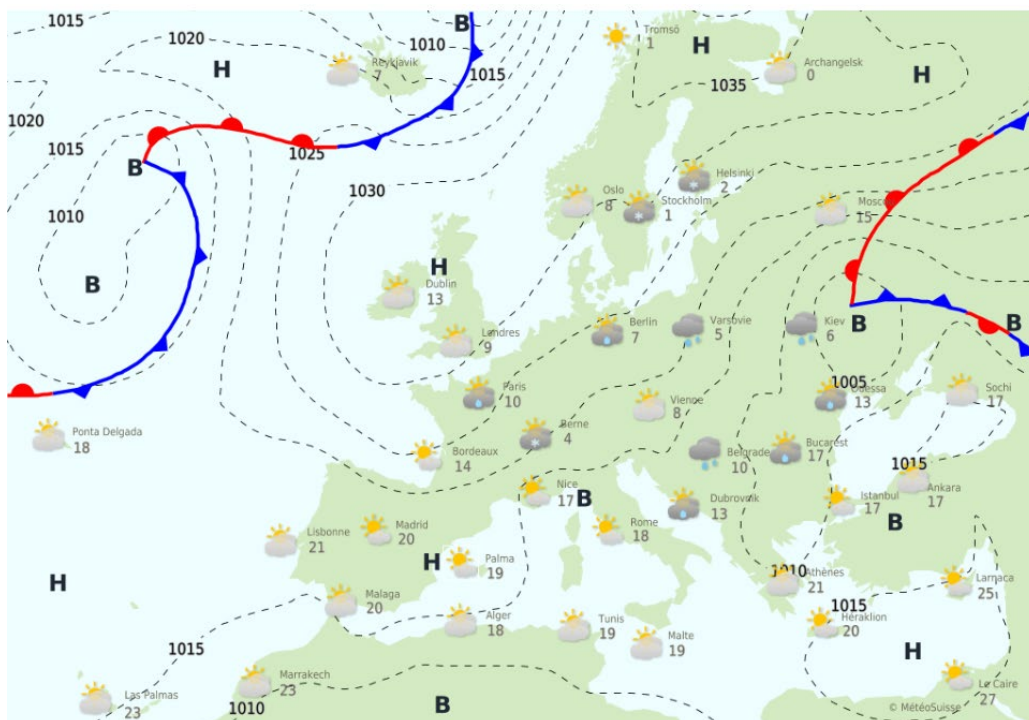 1015
1020
H
1010
B
1015
Reykjavik
7
Tromsö
1
H
Archangelsk
0
H
1035
1020
1015
B
1025
1030
1010
B
Helsinki
2
Oslo
8
Stockholm
1
Moscou
15
H
Dublin
13
Londres
9
Berlin
7
Varsovie
5
Kiev
6
B
B
1005
Paris
10
Vienne
8
Odessa
13
Sochi
17
Ponta Delgada
18
Berne
4
Bordeaux
14
Belgrade
10
Bucarest
17
1015
Nice
17
B
Dubrovnik
13
Istanbul
17
Ankara
17
B
Lisbonne
21
Madrid
20
H
Palma
19
Rome
18
1010
Athènes
21
Larnaca
25
H
Malaga
20
Alger
18
Tunis
19
Malte
19
1015
Héraklion
20
H
1015
Marrakech
23
Las Palmas
23
1010
B
Le Caire
27
© MétéoSuisse